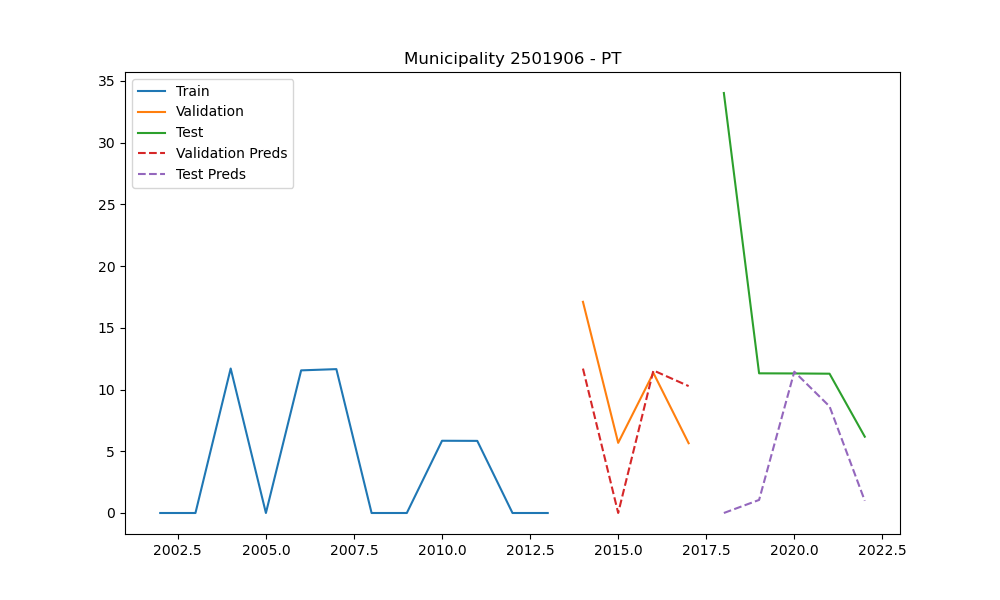 Municipality 2501906 - PT
35
30
25
20
15
10
5
0
Train
Validation
Test
Validation Preds
Test Preds
2002.5 2005.0 2007.5 2010.0 2012.5 2015.0 2017.5 2020.0 2022.5